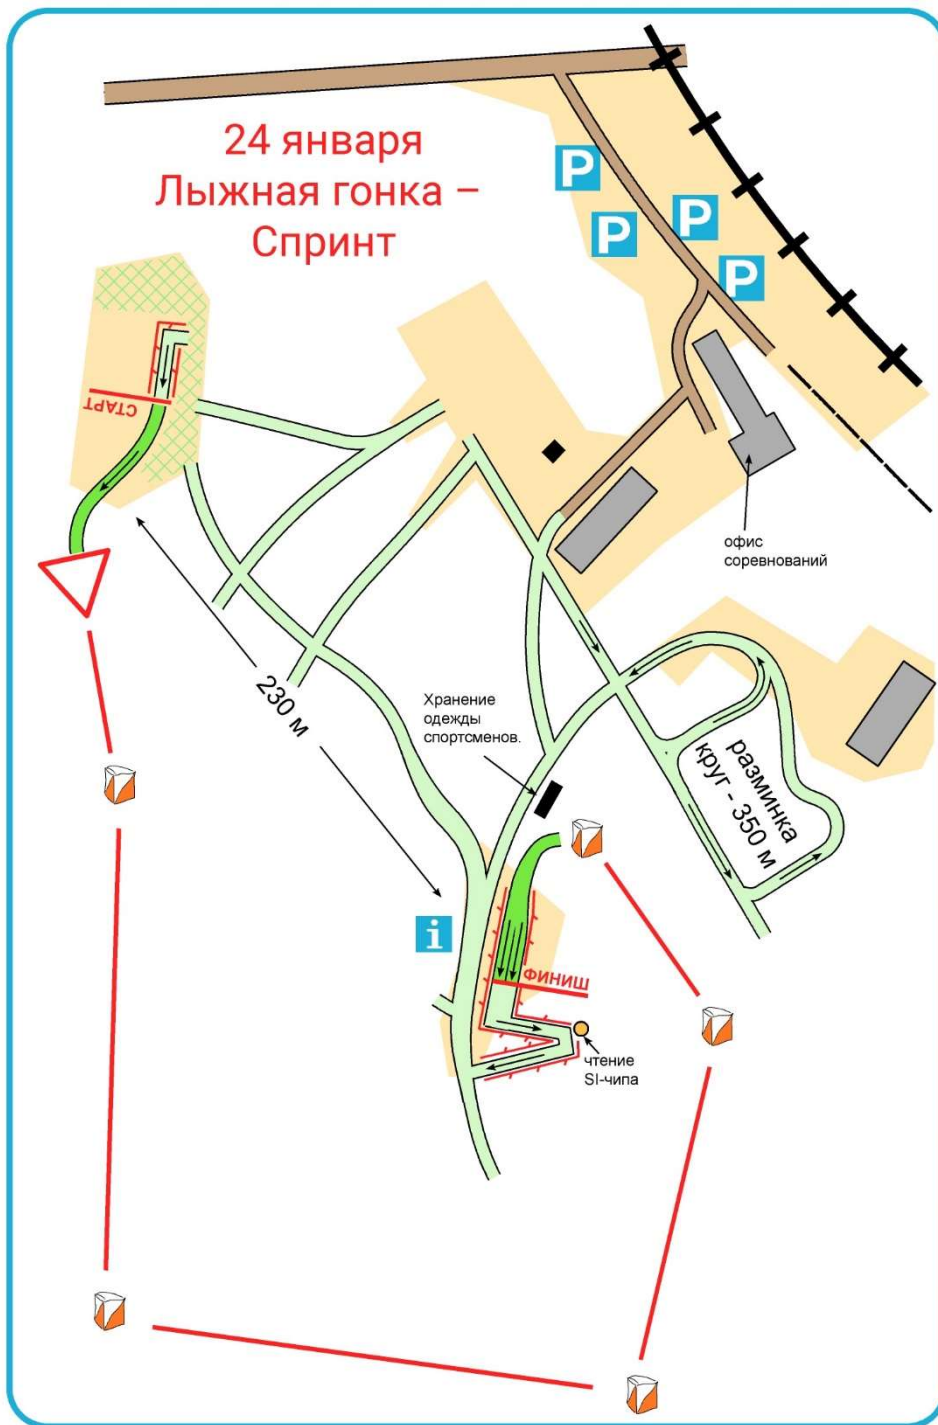 24 января
Лыжная гонка –
Спринт
P
P
P
P
СТАРТ
офис
соревнований
230 м
Хранение
одежды
спортсменов.
разминка
круг - 350 м
i
ФИНИШ
чтение
SI-чипа